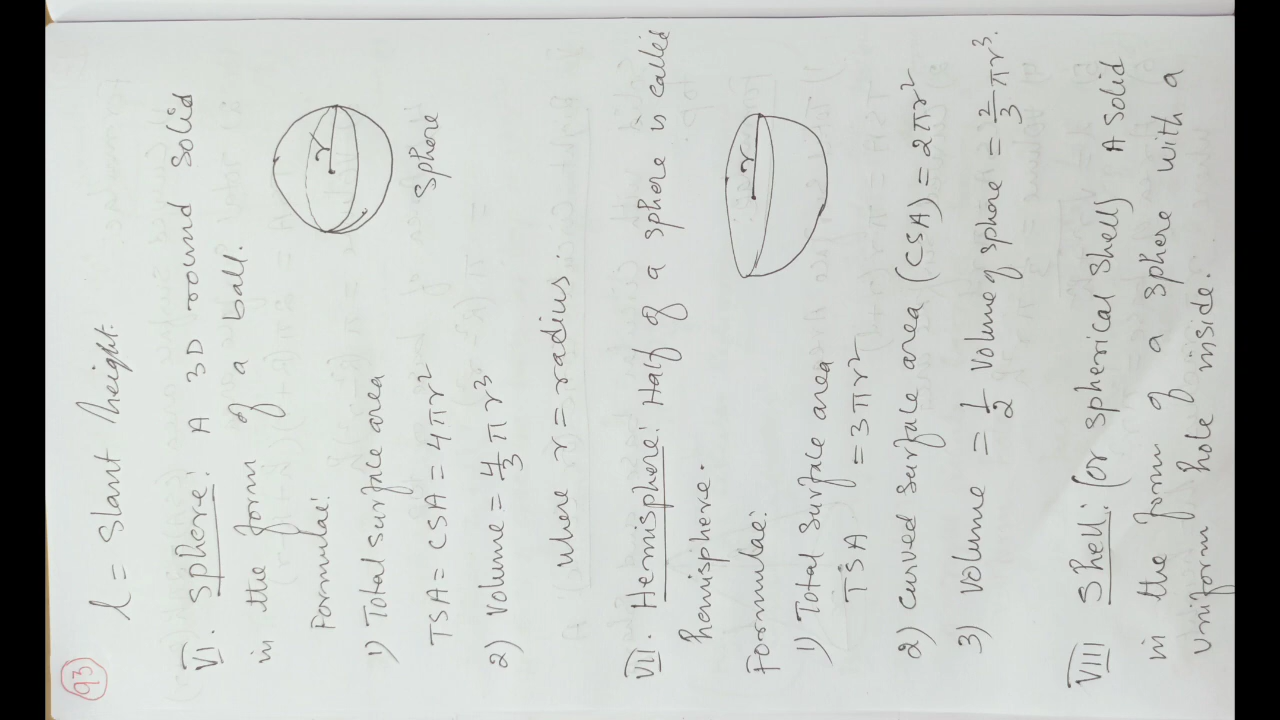 93
l = slant height.
VI. Sphere: A 3D round solid
in the form of a ball.
Formulae:
r
Sphere
1) Total surface area
TSA = CSA = 4πr²
2) Volume = 4/3 πr³
where r = radius.
VII. Hemisphere: Half of a sphere is called
hemisphere.
Formulae:
r
1) Total surface area
TSA = 3πr²
2) curved surface area (CSA) = 2πr²
3) Volume = 1/2 volume of sphere = 2/3 πr³.
VIII Shell: (or spherical shell) A solid
in the form of a sphere with a
uniform hole inside.